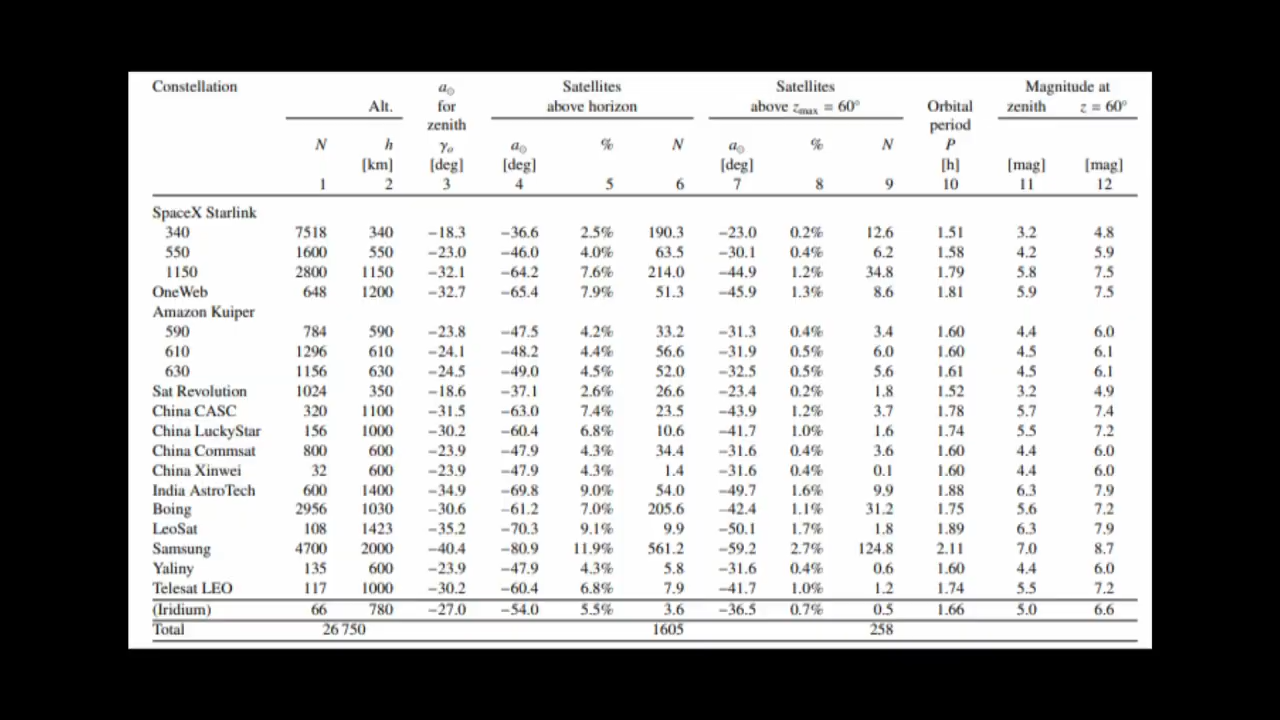 Constellation a⊙ Satellites Satellites Magnitude at
Alt. for above horizon above zmax = 60° Orbital zenith z = 60°
zenith period
N h γo a⊙ % N a⊙ % N P
[km] [deg] [deg] [deg] [h] [mag] [mag]
1 2 3 4 5 6 7 8 9 10 11 12
SpaceX Starlink
340 7518 340 −18.3 −36.6 2.5% 190.3 −23.0 0.2% 12.6 1.51 3.2 4.8
550 1600 550 −23.0 −46.0 4.0% 63.5 −30.1 0.4% 6.2 1.58 4.2 5.9
1150 2800 1150 −32.1 −64.2 7.6% 214.0 −44.9 1.2% 34.8 1.79 5.8 7.5
OneWeb 648 1200 −32.7 −65.4 7.9% 51.3 −45.9 1.3% 8.6 1.81 5.9 7.5
Amazon Kuiper
590 784 590 −23.8 −47.5 4.2% 33.2 −31.3 0.4% 3.4 1.60 4.4 6.0
610 1296 610 −24.1 −48.2 4.4% 56.6 −31.9 0.5% 6.0 1.60 4.5 6.1
630 1156 630 −24.5 −49.0 4.5% 52.0 −32.5 0.5% 5.6 1.61 4.5 6.1
Sat Revolution 1024 350 −18.6 −37.1 2.6% 26.6 −23.4 0.2% 1.8 1.52 3.2 4.9
China CASC 320 1100 −31.5 −63.0 7.4% 23.5 −43.9 1.2% 3.7 1.78 5.7 7.4
China LuckyStar 156 1000 −30.2 −60.4 6.8% 10.6 −41.7 1.0% 1.6 1.74 5.5 7.2
China Commsat 800 600 −23.9 −47.9 4.3% 34.4 −31.6 0.4% 3.6 1.60 4.4 6.0
China Xinwei 32 600 −23.9 −47.9 4.3% 1.4 −31.6 0.4% 0.1 1.60 4.4 6.0
India AstroTech 600 1400 −34.9 −69.8 9.0% 54.0 −49.7 1.6% 9.9 1.88 6.3 7.9
Boing 2956 1030 −30.6 −61.2 7.0% 205.6 −42.4 1.1% 31.2 1.75 5.6 7.2
LeoSat 108 1423 −35.2 −70.3 9.1% 9.9 −50.1 1.7% 1.8 1.89 6.3 7.9
Samsung 4700 2000 −40.4 −80.9 11.9% 561.2 −59.2 2.7% 124.8 2.11 7.0 8.7
Yaliny 135 600 −23.9 −47.9 4.3% 5.8 −31.6 0.4% 0.6 1.60 4.4 6.0
Telesat LEO 117 1000 −30.2 −60.4 6.8% 7.9 −41.7 1.0% 1.2 1.74 5.5 7.2
(Iridium) 66 780 −27.0 −54.0 5.5% 3.6 −36.5 0.7% 0.5 1.66 5.0 6.6
Total 26 750 1605 258